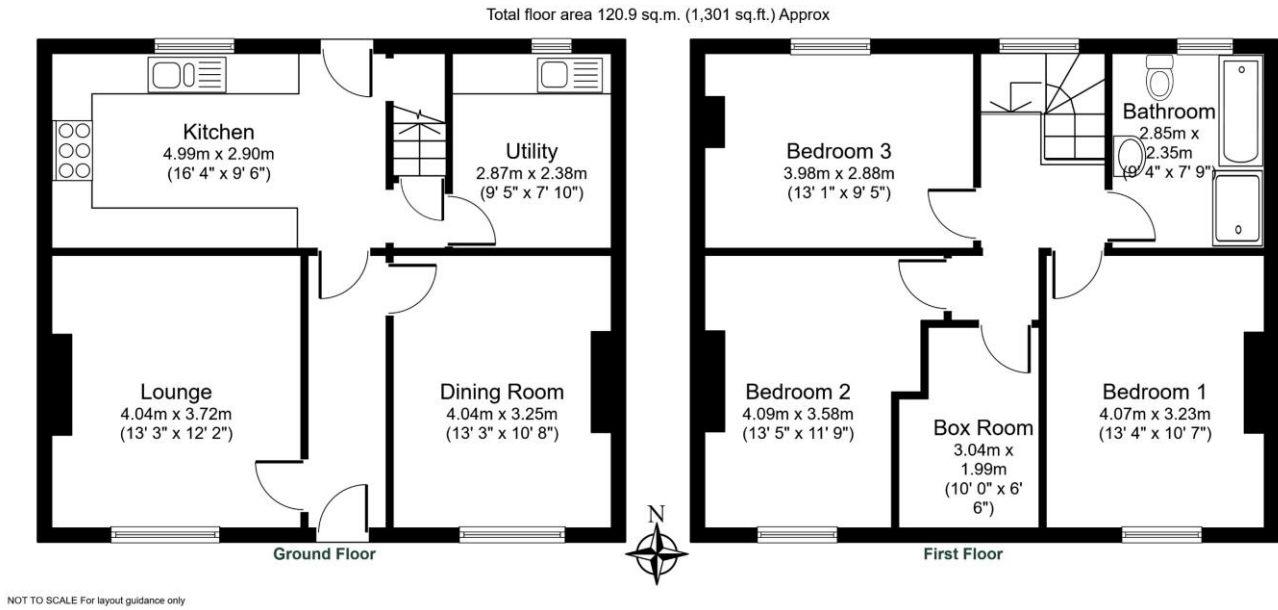 Total floor area 120.9 sq.m. (1,301 sq.ft.) Approx
Kitchen
4.99m x 2.90m
(16' 4" x 9' 6")
Utility
2.87m x 2.38m
(9' 5" x 7' 10")
Lounge
4.04m x 3.72m
(13' 3" x 12' 2")
Dining Room
4.04m x 3.25m
(13' 3" x 10' 8")
Ground Floor
Bedroom 3
3.98m x 2.88m
(13' 1" x 9' 5")
Bathroom
2.85m x
2.35m
(9' 4" x 7' 9")
Bedroom 2
4.09m x 3.58m
(13' 5" x 11' 9")
Box Room
3.04m x
1.99m
(10' 0" x 6'
6")
Bedroom 1
4.07m x 3.23m
(13' 4" x 10' 7")
First Floor
N
NOT TO SCALE For layout guidance only